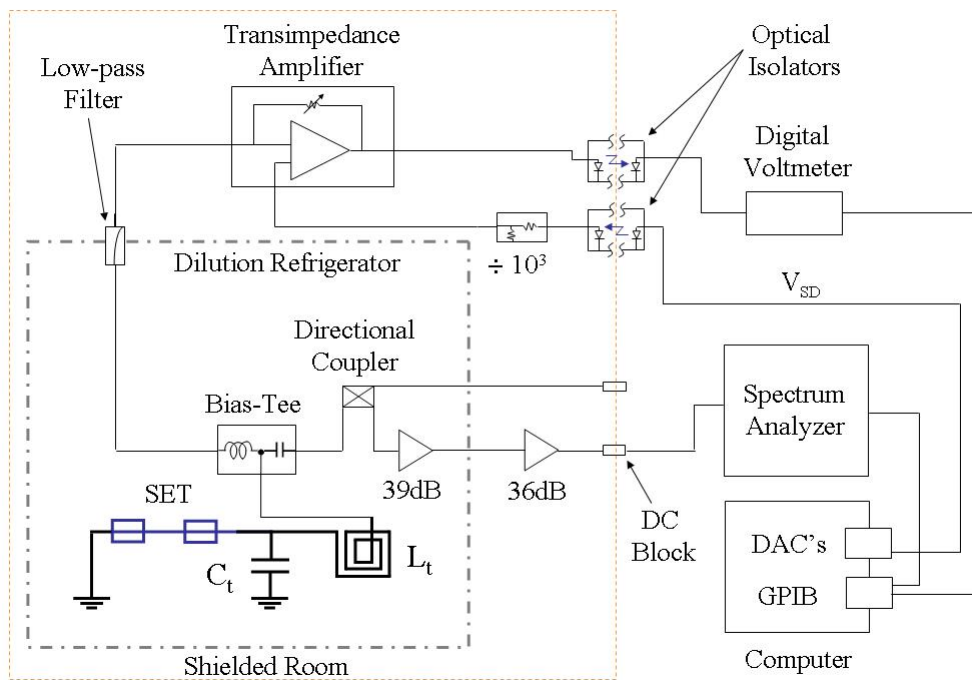 Transimpedance
Amplifier
Optical
Isolators
Low-pass
Filter
Digital
Voltmeter
Dilution Refrigerator
÷ 10³
V_SD
Directional
Coupler
Bias-Tee
Spectrum
Analyzer
39dB
36dB
SET
DC
Block
C_t
L_t
DAC's
GPIB
Shielded Room
Computer